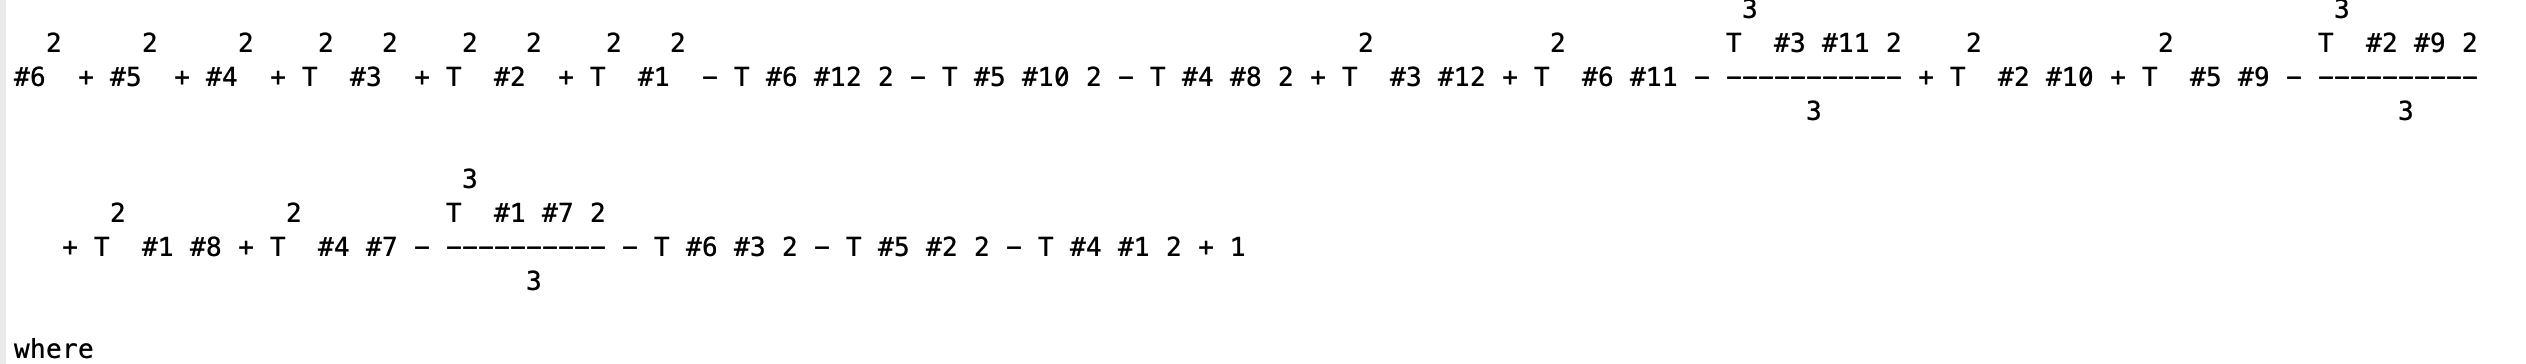 3                                    3
  2     2     2    2   2    2   2    2   2                                          2           2          T  #3 #11 2    2           2         T  #2 #9 2
#6  + #5  + #4  + T  #3  + T  #2  + T  #1  - T #6 #12 2 - T #5 #10 2 - T #4 #8 2 + T  #3 #12 + T  #6 #11 - ----------- + T  #2 #10 + T  #5 #9 - ----------
                                                                                                                3                                    3
                            3
      2          2         T  #1 #7 2
   + T  #1 #8 + T  #4 #7 - ---------- - T #6 #3 2 - T #5 #2 2 - T #4 #1 2 + 1
                                3
where